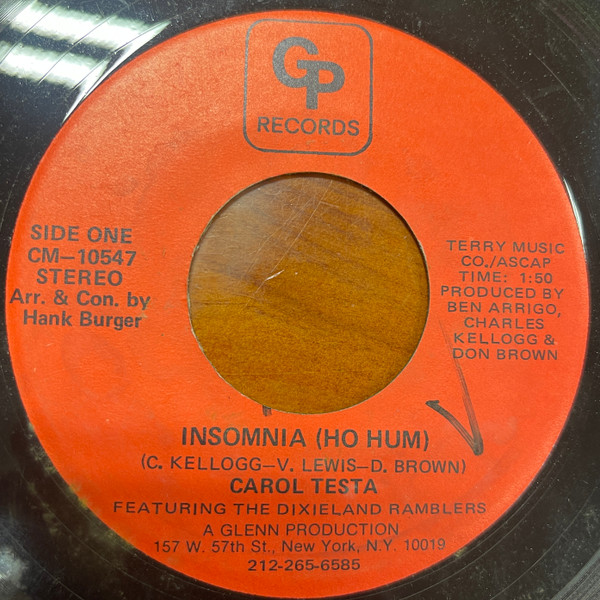 GP
RECORDS
SIDE ONE
CM-10547
STEREO
Arr. & Con. by
Hank Burger
TERRY MUSIC
CO./ASCAP
TIME: 1:50
PRODUCED BY
BEN ARRIGO,
CHARLES
KELLOGG &
DON BROWN
INSOMNIA (HO HUM)
(C. KELLOGG-V. LEWIS-D. BROWN)
CAROL TESTA
FEATURING THE DIXIELAND RAMBLERS
A GLENN PRODUCTION
157 W. 57th St., New York, N.Y. 10019
212-265-6585